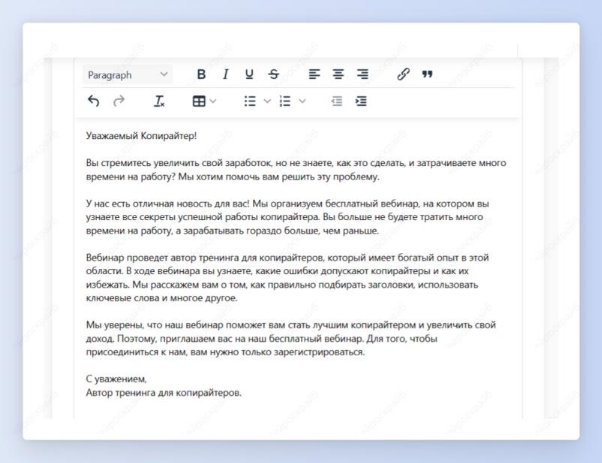 Paragraph
Уважаемый Копирайтер!
Вы стремитесь увеличить свой заработок, но не знаете, как это сделать, и затрачиваете много
времени на работу? Мы хотим помочь вам решить эту проблему.
У нас есть отличная новость для вас! Мы организуем бесплатный вебинар, на котором вы
узнаете все секреты успешной работы копирайтера. Вы больше не будете тратить много
времени на работу, а зарабатывать гораздо больше, чем раньше.
Вебинар проведет автор тренинга для копирайтеров, который имеет богатый опыт в этой
области. В ходе вебинара вы узнаете, какие ошибки допускают копирайтеры и как их
избежать. Мы расскажем вам о том, как правильно подбирать заголовки, использовать
ключевые слова и многое другое.
Мы уверены, что наш вебинар поможет вам стать лучшим копирайтером и увеличить свой
доход. Поэтому, приглашаем вас на наш бесплатный вебинар. Для того, чтобы
присоединиться к нам, вам нужно только зарегистрироваться.
С уважением,
Автор тренинга для копирайтеров.